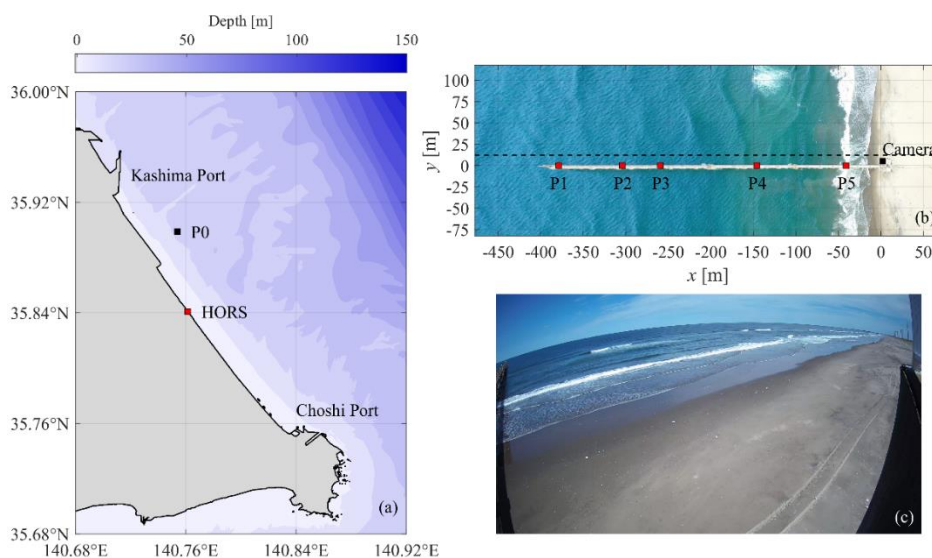 Depth [m]
0 50 100 150
36.00°N
35.92°N
35.84°N
35.76°N
35.68°N
140.68°E 140.76°E 140.84°E 140.92°E
Kashima Port
P0
HORS
Choshi Port
(a)
y [m]
100
75
50
25
0
-25
-50
-75
Camera
P1 P2 P3 P4 P5
(b)
-450 -400 -350 -300 -250 -200 -150 -100 -50 0 50
x [m]
(c)